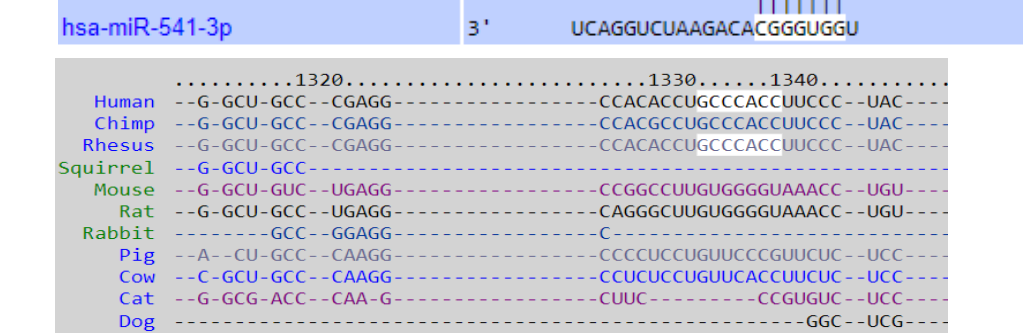 hsa-miR-541-3p 3' UCAGGUCUAAGACACGGGUGGU
..........1320.........................1330......1340...........
Human --G-GCU-GCC--CGAGG-----------------CCACACCUGCCCACCUUCCC--UAC----
Chimp --G-GCU-GCC--CGAGG-----------------CCACGCCUGCCCACCUUCCC--UAC----
Rhesus --G-GCU-GCC--CGAGG-----------------CCACACCUGCCCACCUUCCC--UAC----
Squirrel --G-GCU-GCC-----------------------------------------------------
Mouse --G-GCU-GUC--UGAGG-----------------CCGGCCUUGUGGGGUAAACC--UGU----
Rat --G-GCU-GCC--UGAGG-----------------CAGGGCUUGUGGGGUAAACC--UGU----
Rabbit --------GCC--GGAGG-----------------C----------------------------
Pig --A--CU-GCC--CAAGG-----------------CCCCUCCUGUUCCCGUUCUC--UCC----
Cow --C-GCU-GCC--CAAGG-----------------CCUCUCCUGUUCACCUUCUC--UCC----
Cat --G-GCG-ACC--CAA-G-----------------CUUC---------CCGUGUC--UCC----
Dog ----------------------------------------------------GGC--UCG----